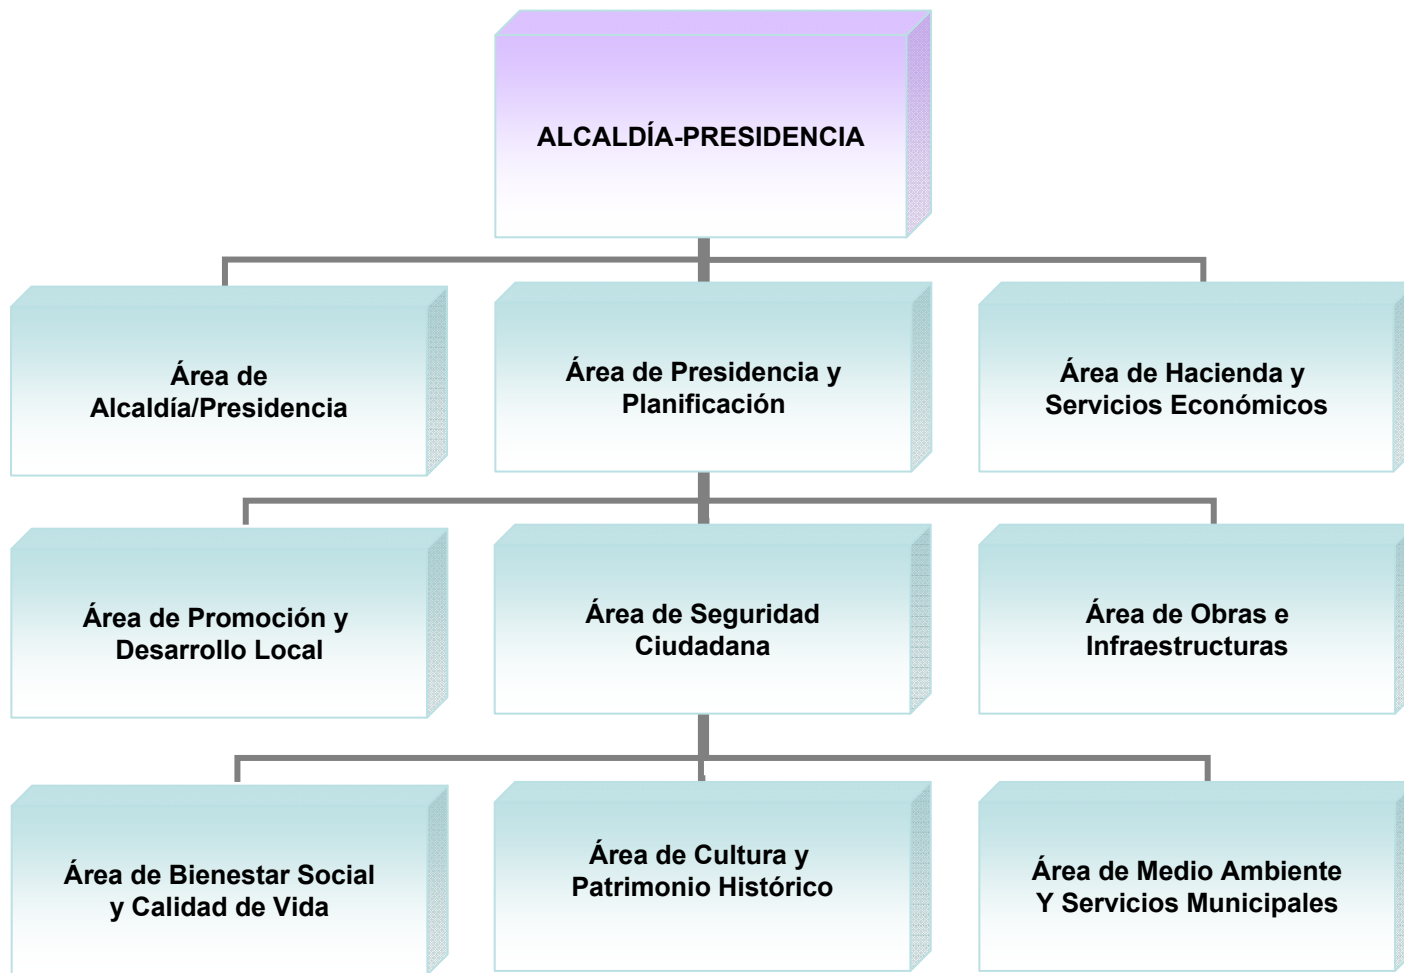 ALCALDÍA-PRESIDENCIA
Área de
Alcaldía/Presidencia
Área de Presidencia y
Planificación
Área de Hacienda y
Servicios Económicos
Área de Promoción y
Desarrollo Local
Área de Seguridad
Ciudadana
Área de Obras e
Infraestructuras
Área de Bienestar Social
y Calidad de Vida
Área de Cultura y
Patrimonio Histórico
Área de Medio Ambiente
Y Servicios Municipales